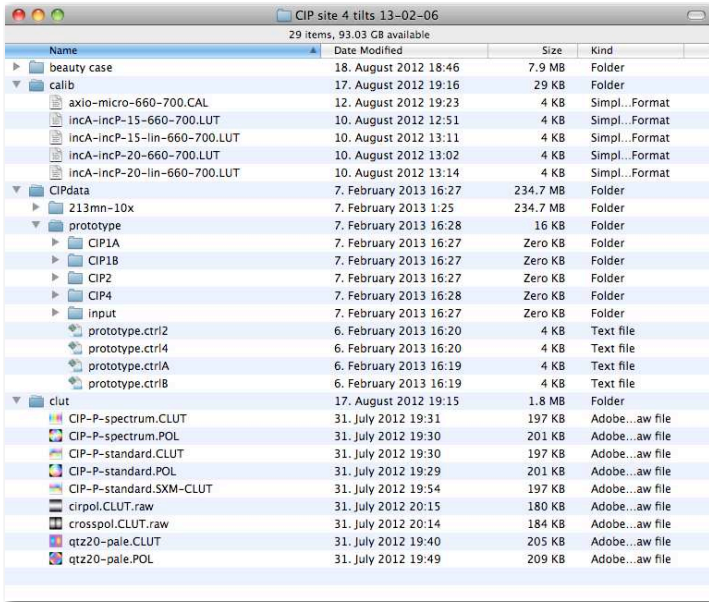 CIP site 4 tilts 13-02-06
29 items, 93.03 GB available
Name Date Modified Size Kind
beauty case 18. August 2012 18:46 7.9 MB Folder
calib 17. August 2012 19:16 29 KB Folder
axio-micro-660-700.CAL 12. August 2012 19:23 4 KB Simpl...Format
incA-incP-15-660-700.LUT 10. August 2012 12:51 4 KB Simpl...Format
incA-incP-15-lin-660-700.LUT 10. August 2012 13:11 4 KB Simpl...Format
incA-incP-20-660-700.LUT 10. August 2012 13:02 4 KB Simpl...Format
incA-incP-20-lin-660-700.LUT 10. August 2012 13:14 4 KB Simpl...Format
CIPdata 7. February 2013 16:27 234.7 MB Folder
213mn-10x 7. February 2013 1:25 234.7 MB Folder
prototype 7. February 2013 16:28 16 KB Folder
CIP1A 7. February 2013 16:27 Zero KB Folder
CIP1B 7. February 2013 16:27 Zero KB Folder
CIP2 7. February 2013 16:27 Zero KB Folder
CIP4 7. February 2013 16:28 Zero KB Folder
input 7. February 2013 16:27 Zero KB Folder
prototype.ctrl2 6. February 2013 16:20 4 KB Text file
prototype.ctrl4 6. February 2013 16:20 4 KB Text file
prototype.ctrlA 6. February 2013 16:19 4 KB Text file
prototype.ctrlB 6. February 2013 16:19 4 KB Text file
clut 17. August 2012 19:15 1.8 MB Folder
CIP-P-spectrum.CLUT 31. July 2012 19:31 197 KB Adobe...aw file
CIP-P-spectrum.POL 31. July 2012 19:30 201 KB Adobe...aw file
CIP-P-standard.CLUT 31. July 2012 19:30 197 KB Adobe...aw file
CIP-P-standard.POL 31. July 2012 19:29 201 KB Adobe...aw file
CIP-P-standard.SXM-CLUT 31. July 2012 19:54 197 KB Adobe...aw file
cirpol.CLUT.raw 31. July 2012 20:15 180 KB Adobe...aw file
crosspol.CLUT.raw 31. July 2012 20:14 184 KB Adobe...aw file
qtz20-pale.CLUT 31. July 2012 19:40 205 KB Adobe...aw file
qtz20-pale.POL 31. July 2012 19:49 209 KB Adobe...aw file